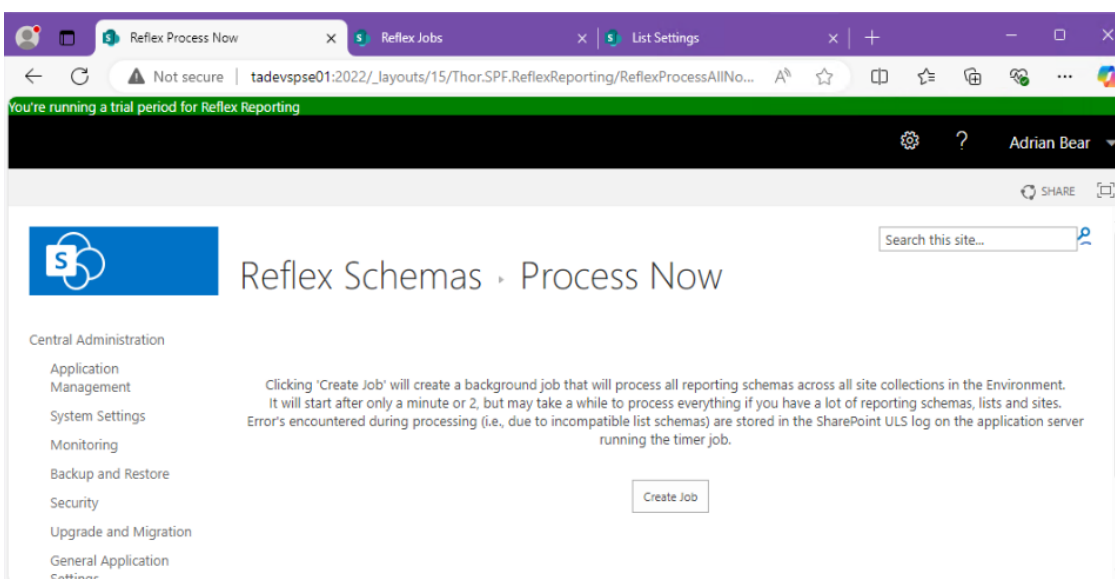 Reflex Process Now
Reflex Jobs
List Settings
Not secure
tadevspse01:2022/_layouts/15/Thor.SPF.ReflexReporting/ReflexProcessAllNo...
You're running a trial period for Reflex Reporting
? Adrian Bear
SHARE
Search this site...
S
Reflex Schemas ▸ Process Now
Central Administration
Application
Management
System Settings
Monitoring
Backup and Restore
Security
Upgrade and Migration
General Application
Settings
Clicking 'Create Job' will create a background job that will process all reporting schemas across all site collections in the Environment.
It will start after only a minute or 2, but may take a while to process everything if you have a lot of reporting schemas, lists and sites.
Error's encountered during processing (i.e., due to incompatible list schemas) are stored in the SharePoint ULS log on the application server
running the timer job.
Create Job